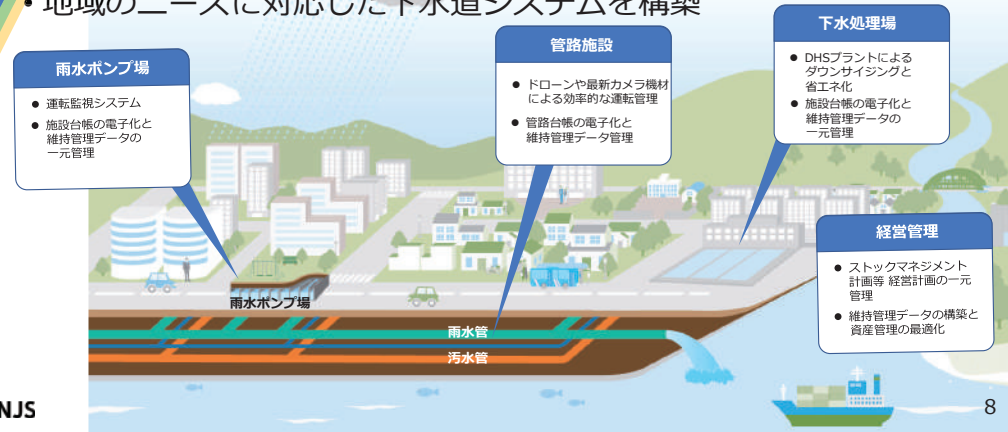 ・地域のニーズに対応した下水道システムを構築
雨水ポンプ場
● 運転監視システム
● 施設台帳の電子化と
維持管理データの
一元管理
管路施設
● ドローンや最新カメラ機材
による効率的な運転管理
● 管路台帳の電子化と
維持管理データ管理
下水処理場
● DHSプラントによる
ダウンサイジングと
省エネ化
● 施設台帳の電子化と
維持管理データの
一元管理
経営管理
● ストックマネジメント
計画等 経営計画の一元
管理
● 維持管理データの構築と
資産管理の最適化
雨水ポンプ場
雨水管
汚水管
NJS
8